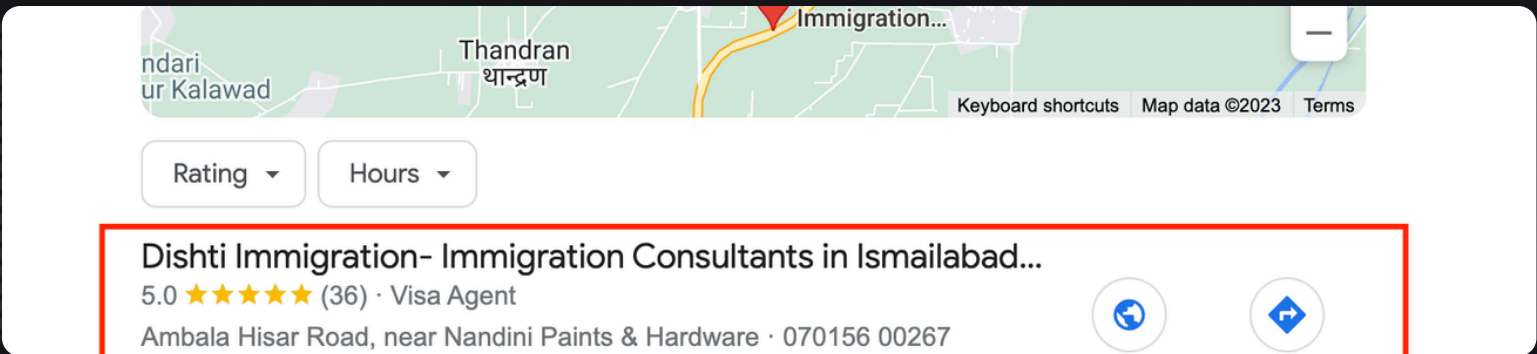 Immigration...
Thandran
थान्द्रण
ndari
ur Kalawad
Keyboard shortcuts Map data ©2023 Terms
Rating Hours
Dishti Immigration- Immigration Consultants in Ismailabad...
5.0 (36) · Visa Agent
Ambala Hisar Road, near Nandini Paints & Hardware · 070156 00267